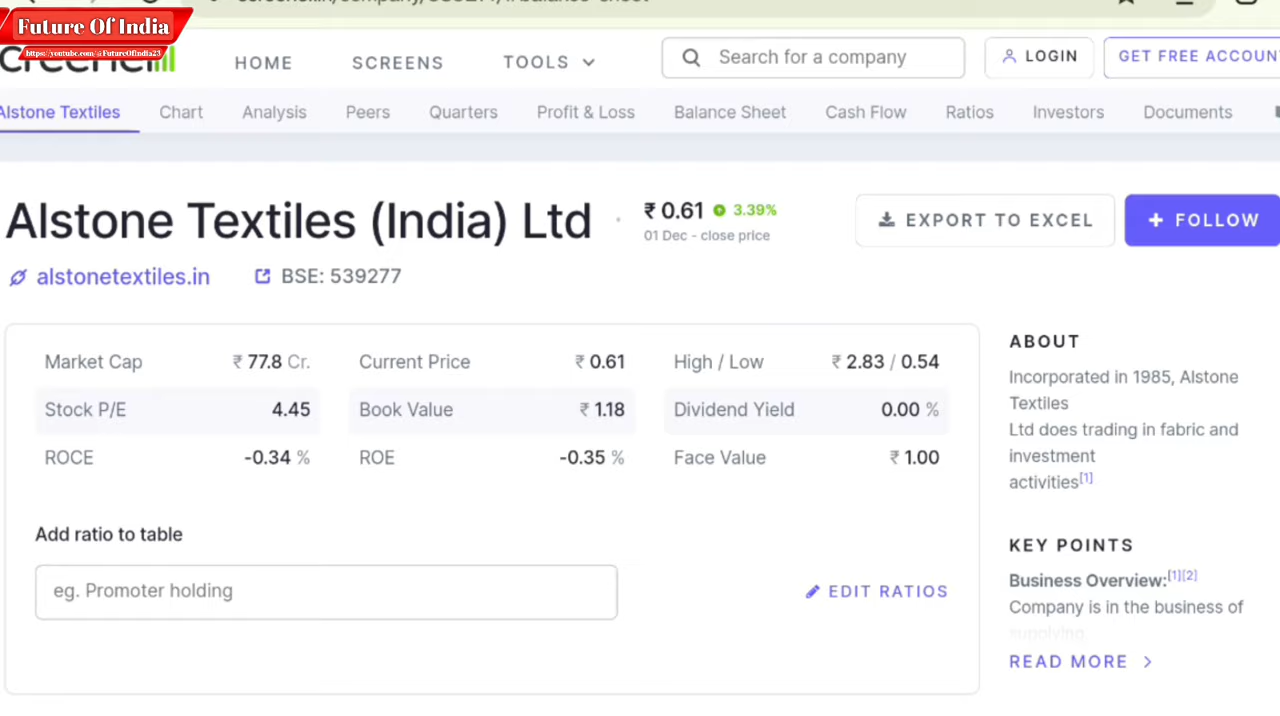 Future Of India
https://youtube.com/@FutureOfIndia23
HOME
SCREENS
TOOLS
Search for a company
LOGIN
GET FREE ACCOUN
Alstone Textiles
Chart
Analysis
Peers
Quarters
Profit & Loss
Balance Sheet
Cash Flow
Ratios
Investors
Documents
Alstone Textiles (India) Ltd
₹ 0.61 3.39%
01 Dec - close price
EXPORT TO EXCEL
+ FOLLOW
alstonetextiles.in
BSE: 539277
Market Cap ₹ 77.8 Cr.
Current Price ₹ 0.61
High / Low ₹ 2.83 / 0.54
Stock P/E 4.45
Book Value ₹ 1.18
Dividend Yield 0.00 %
ROCE -0.34 %
ROE -0.35 %
Face Value ₹ 1.00
Add ratio to table
eg. Promoter holding
EDIT RATIOS
ABOUT
Incorporated in 1985, Alstone
Textiles
Ltd does trading in fabric and
investment
activities[1]
KEY POINTS
Business Overview:[1][2]
Company is in the business of
supplying,
READ MORE